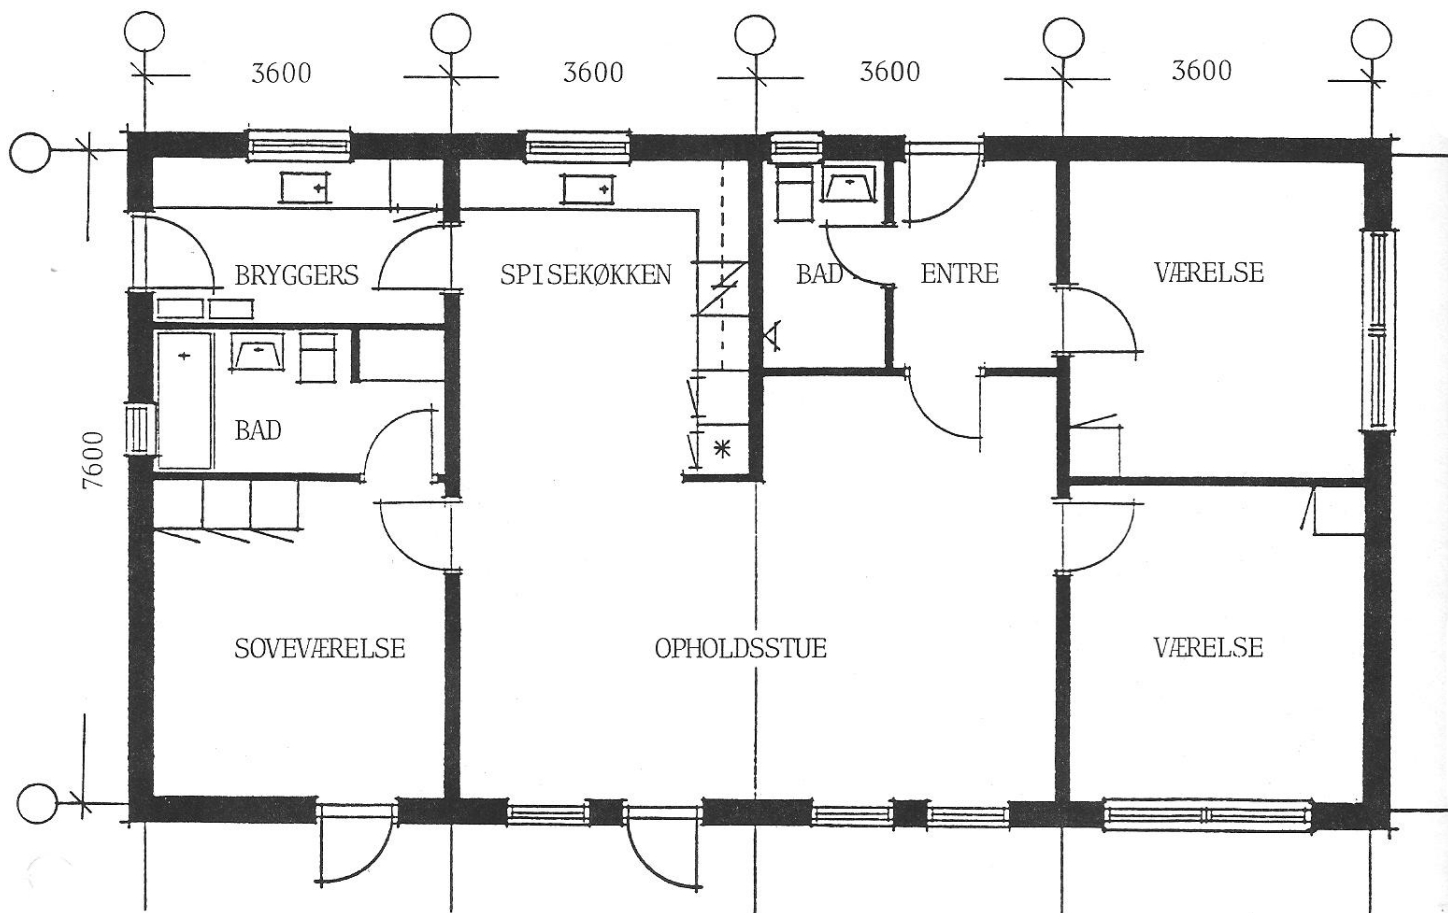 3600 3600 3600 3600
BRYGGERS SPISEKØKKEN BAD ENTRE VÆRELSE
BAD
7600
SOVEVÆRELSE OPHOLDSSTUE VÆRELSE